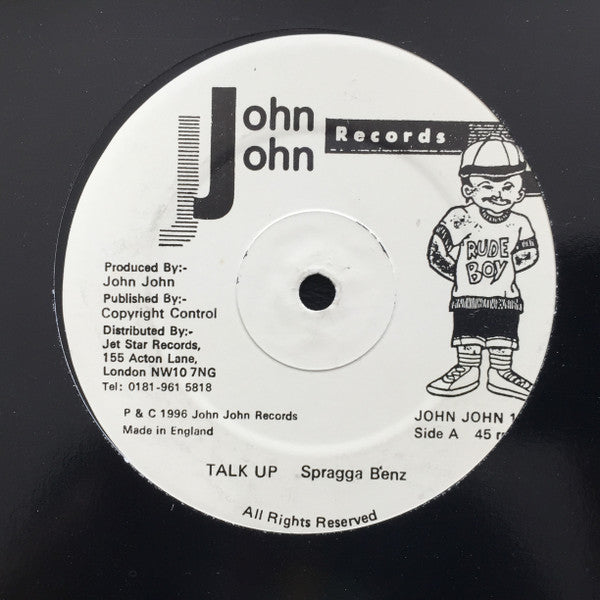 John
John
Records
RUDE
BOY
Produced By:-
John John
Published By:-
Copyright Control
Distributed By:-
Jet Star Records,
155 Acton Lane,
London NW10 7NG
Tel: 0181-961 5818
P & C 1996 John John Records
Made in England
JOHN JOHN 1
Side A 45 r
TALK UP Spragga Benz
All Rights Reserved